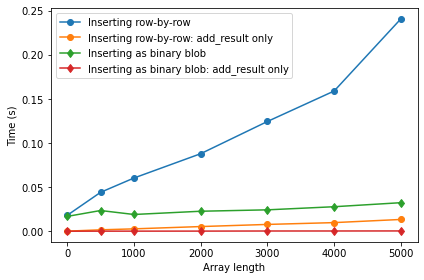 Inserting row-by-row
Inserting row-by-row: add_result only
Inserting as binary blob
Inserting as binary blob: add_result only
0.25
0.20
0.15
0.10
0.05
0.00
Time (s)
0 1000 2000 3000 4000 5000
Array length